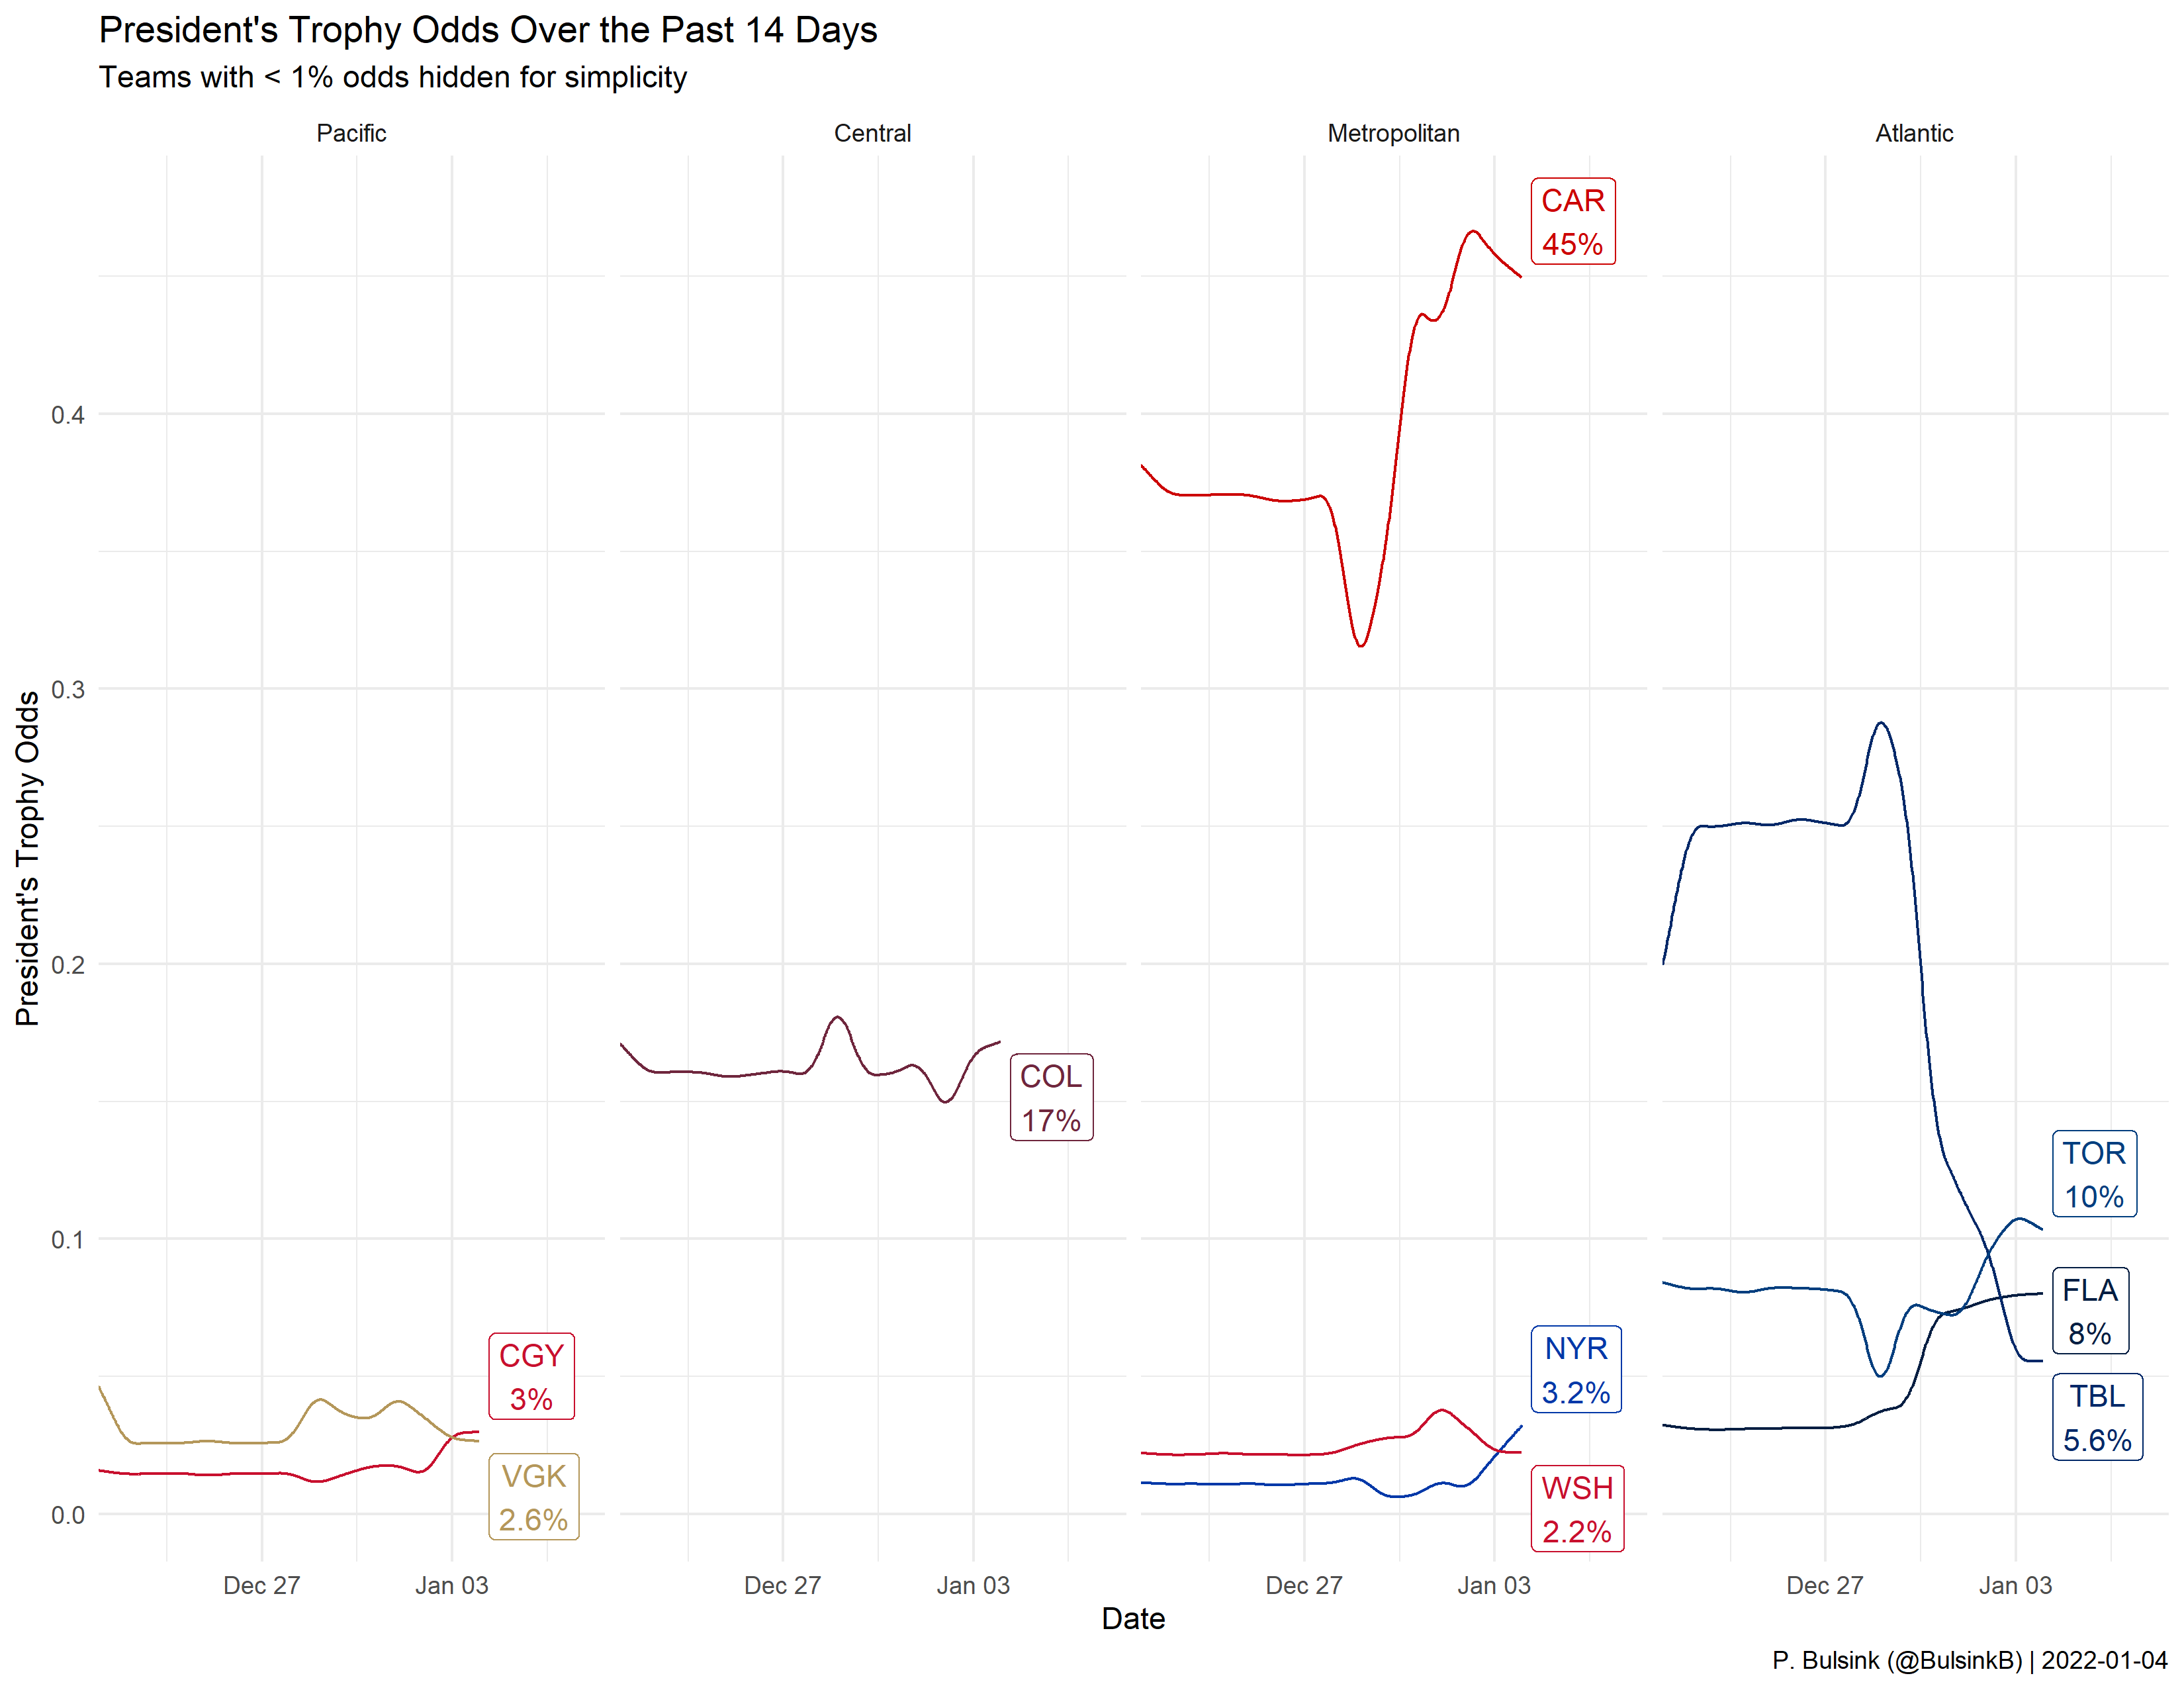 President's Trophy Odds Over the Past 14 Days
Teams with < 1% odds hidden for simplicity
Pacific
Central
Metropolitan
Atlantic
President's Trophy Odds
0.4
0.3
0.2
0.1
0.0
CGY
3%
VGK
2.6%
COL
17%
CAR
45%
NYR
3.2%
WSH
2.2%
TOR
10%
FLA
8%
TBL
5.6%
Dec 27
Jan 03
Dec 27
Jan 03
Dec 27
Jan 03
Dec 27
Jan 03
Date
P. Bulsink (@BulsinkB) | 2022-01-04